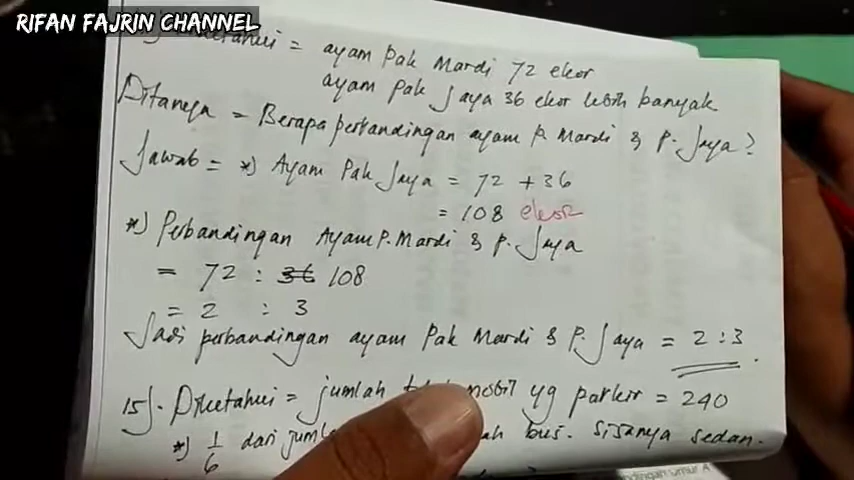 RIFAN FAJRIN CHANNEL
= ayam Pak Mardi 72 ekor
ayam Pak Jaya 36 ekor lebih banyak
Ditanya = Berapa perbandingan ayam P. Mardi & P. Jaya?
Jawab = *) Ayam Pak Jaya = 72 + 36
= 108 ekor
*) Perbandingan Ayam P. Mardi & P. Jaya
= 72 : 36 108
= 2 : 3
Jadi perbandingan ayam Pak Mardi & P. Jaya = 2 : 3.
15). Diketahui = jumlah mobil yg parkir = 240
*) 1/6 dari bus. Sisanya sedan.